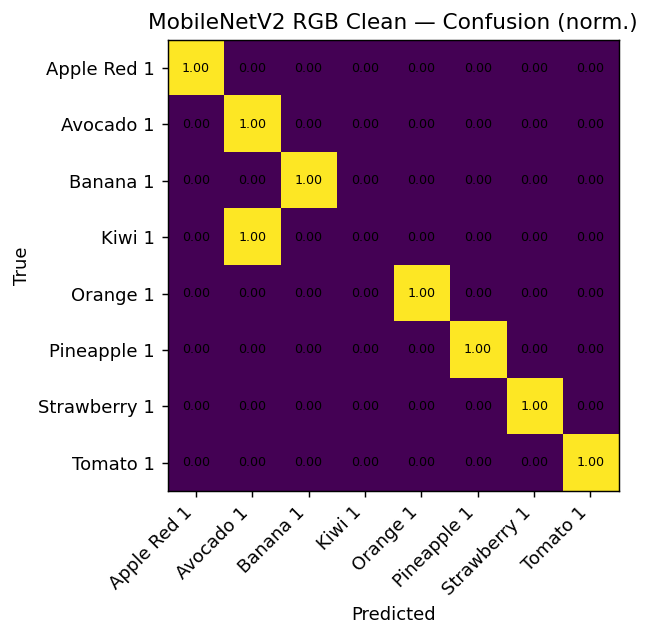 MobileNetV2 RGB Clean — Confusion (norm.)
Apple Red 1 1.00 0.00 0.00 0.00 0.00 0.00 0.00 0.00
Avocado 1 0.00 1.00 0.00 0.00 0.00 0.00 0.00 0.00
Banana 1 0.00 0.00 1.00 0.00 0.00 0.00 0.00 0.00
Kiwi 1 0.00 1.00 0.00 0.00 0.00 0.00 0.00 0.00
Orange 1 0.00 0.00 0.00 0.00 1.00 0.00 0.00 0.00
Pineapple 1 0.00 0.00 0.00 0.00 0.00 1.00 0.00 0.00
Strawberry 1 0.00 0.00 0.00 0.00 0.00 0.00 1.00 0.00
Tomato 1 0.00 0.00 0.00 0.00 0.00 0.00 0.00 1.00
True
Apple Red 1 Avocado 1 Banana 1 Kiwi 1 Orange 1 Pineapple 1 Strawberry 1 Tomato 1
Predicted